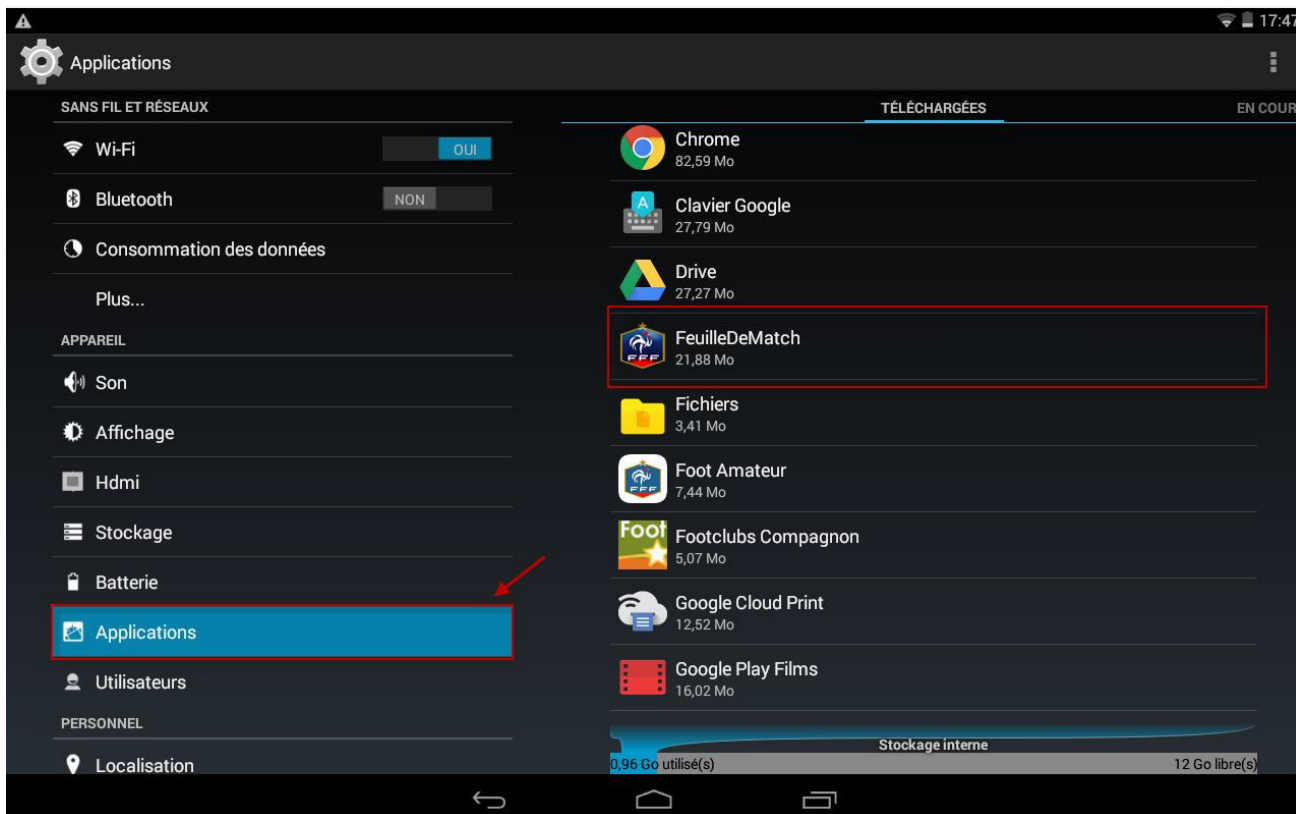 17:47
Applications
SANS FIL ET RÉSEAUX
Wi-Fi
OUI
Bluetooth
NON
Consommation des données
Plus...
APPAREIL
Son
Affichage
Hdmi
Stockage
Batterie
Applications
Utilisateurs
PERSONNEL
Localisation
TÉLÉCHARGÉES
EN COUR
Chrome
82,59 Mo
A
Clavier Google
27,79 Mo
Drive
27,27 Mo
FFF
FeuilleDeMatch
21,88 Mo
Fichiers
3,41 Mo
FFF
Foot Amateur
7,44 Mo
Foot
Footclubs Compagnon
5,07 Mo
Google Cloud Print
12,52 Mo
Google Play Films
16,02 Mo
Stockage interne
0,96 Go utilisé(s)
12 Go libre(s)